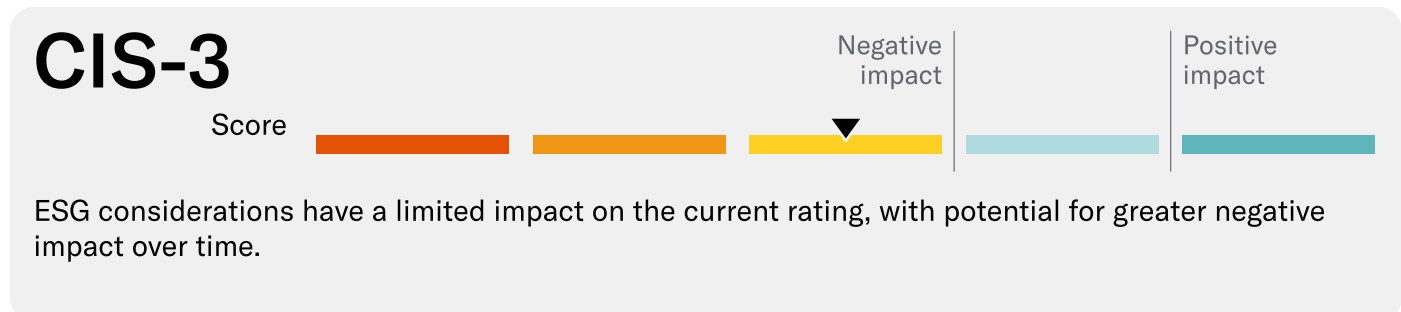 CIS-3
Negative
impact
Positive
impact
Score
ESG considerations have a limited impact on the current rating, with potential for greater negative
impact over time.